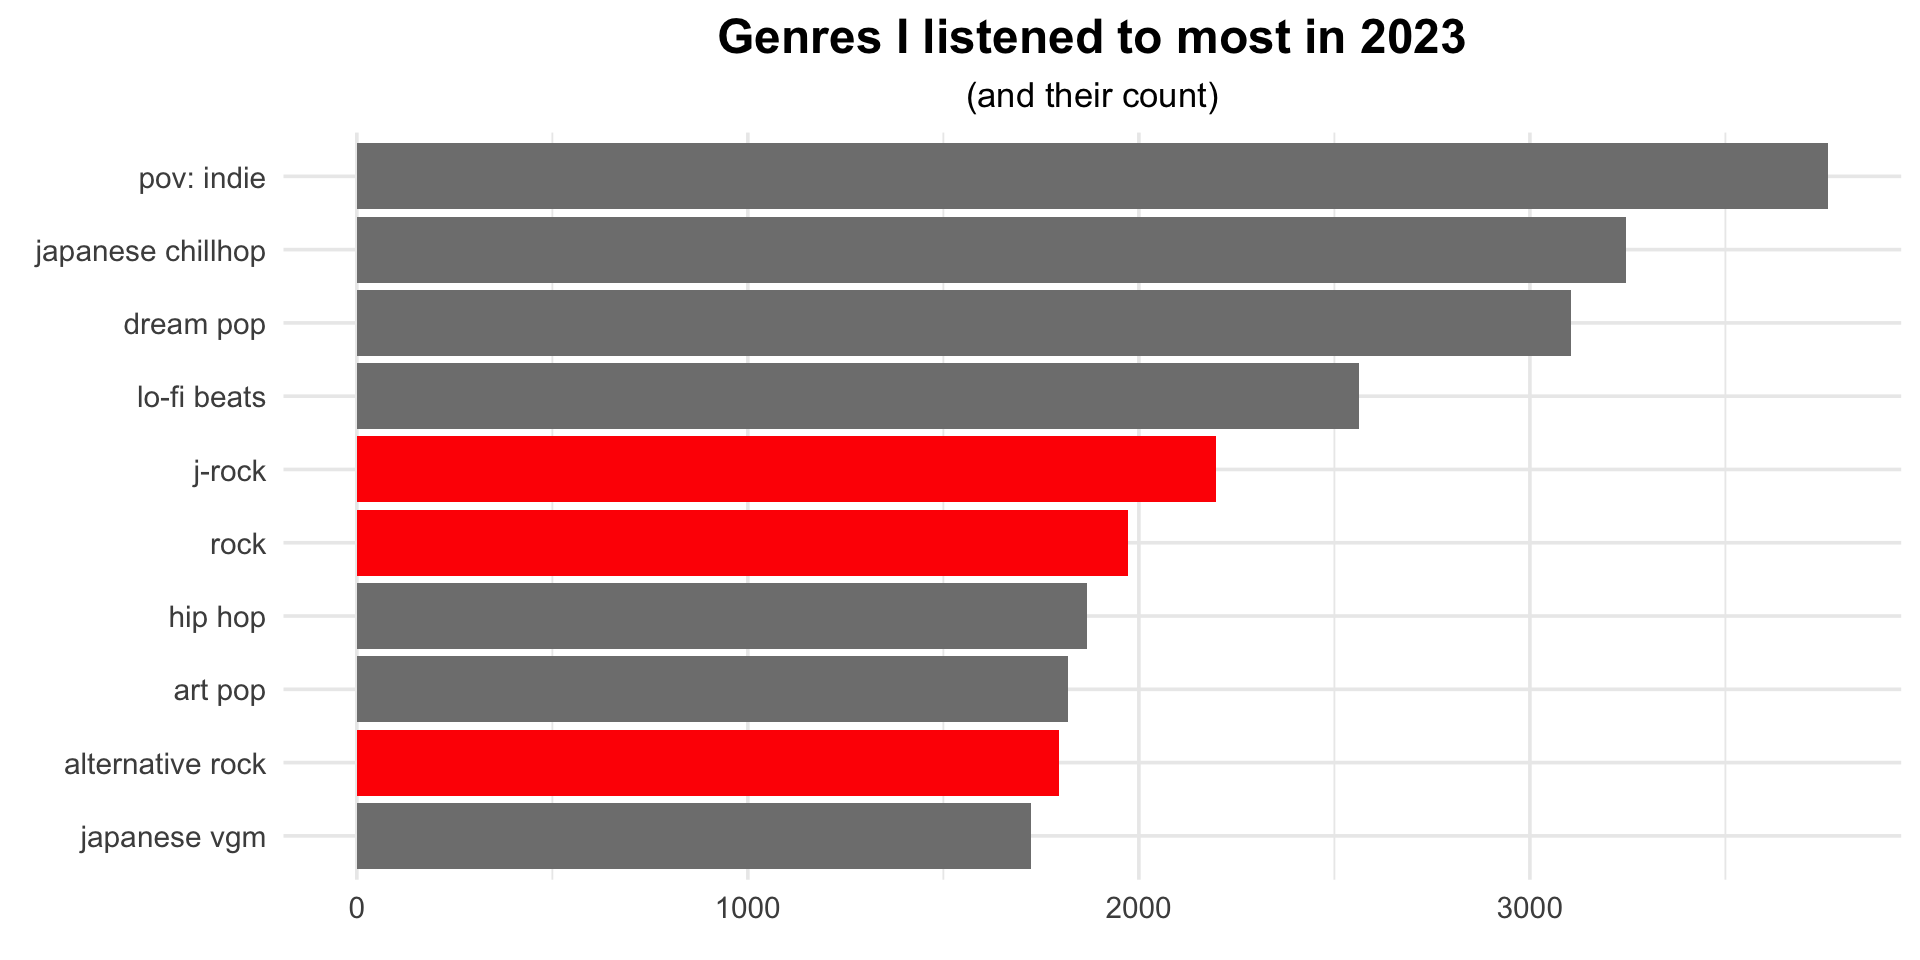 Genres I listened to most in 2023
(and their count)
pov: indie
japanese chillhop
dream pop
lo-fi beats
j-rock
rock
hip hop
art pop
alternative rock
japanese vgm
0 1000 2000 3000